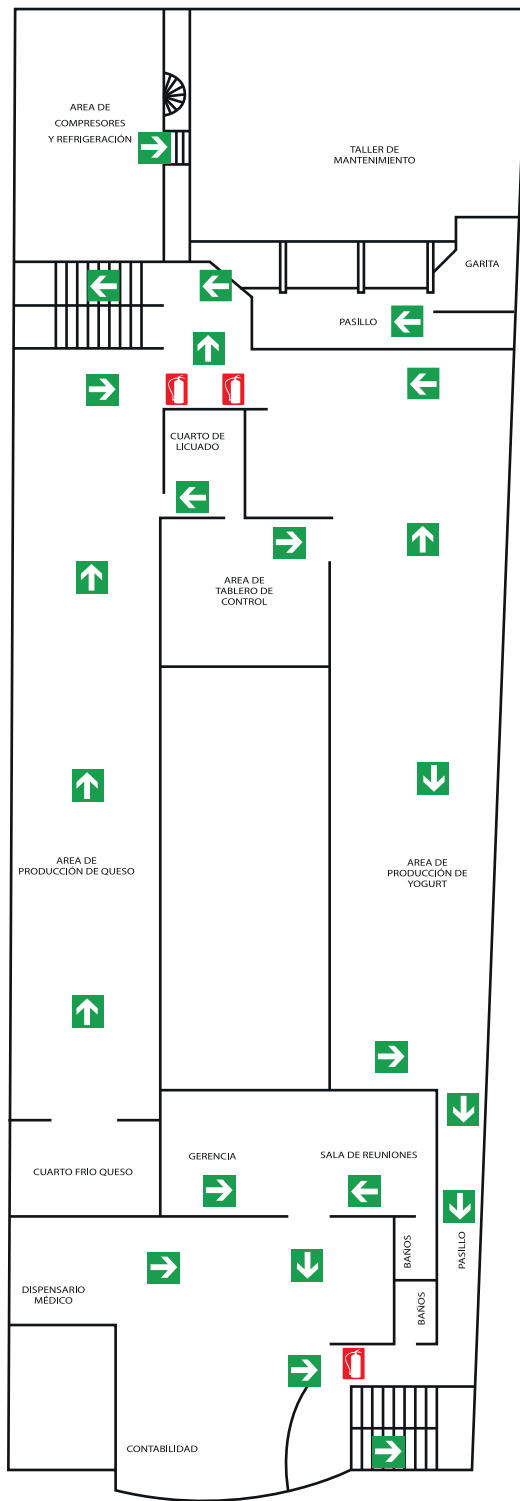 AREA DE
COMPRESORES
Y REFRIGERACIÓN
TALLER DE
MANTENIMIENTO
GARITA
PASILLO
CUARTO DE
LICUADO
AREA DE
TABLERO DE
CONTROL
AREA DE
PRODUCCIÓN DE QUESO
AREA DE
PRODUCCIÓN DE
YOGURT
GERENCIA
SALA DE REUNIONES
CUARTO FRÍO QUESO
BAÑOS
PASILLO
DISPENSARIO
MÉDICO
BAÑOS
CONTABILIDAD